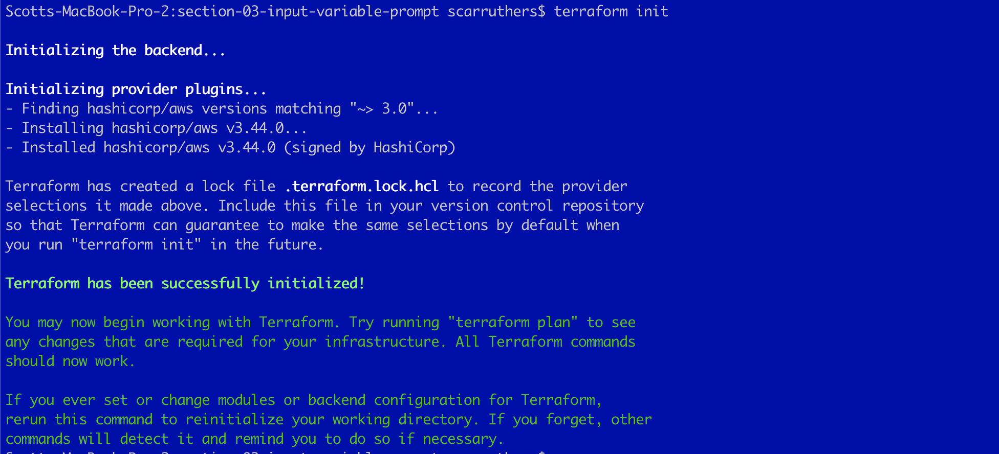 Scotts-MacBook-Pro-2:section-03-input-variable-prompt scarruthers$ terraform init
Initializing the backend...
Initializing provider plugins...
- Finding hashicorp/aws versions matching "~> 3.0"...
- Installing hashicorp/aws v3.44.0...
- Installed hashicorp/aws v3.44.0 (signed by HashiCorp)
Terraform has created a lock file .terraform.lock.hcl to record the provider
selections it made above. Include this file in your version control repository
so that Terraform can guarantee to make the same selections by default when
you run "terraform init" in the future.
Terraform has been successfully initialized!
You may now begin working with Terraform. Try running "terraform plan" to see
any changes that are required for your infrastructure. All Terraform commands
should now work.
If you ever set or change modules or backend configuration for Terraform,
rerun this command to reinitialize your working directory. If you forget, other
commands will detect it and remind you to do so if necessary.